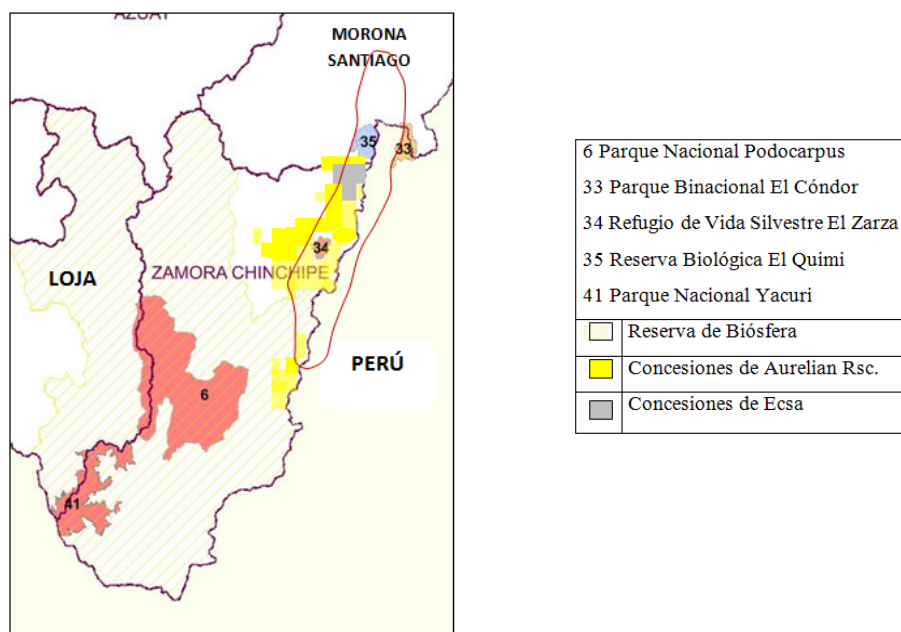 AZUAY
MORONA
SANTIAGO
35
33
34
ZAMORA CHINCHIPE
LOJA
PERÚ
6
41
6 Parque Nacional Podocarpus
33 Parque Binacional El Cóndor
34 Refugio de Vida Silvestre El Zarza
35 Reserva Biológica El Quimi
41 Parque Nacional Yacuri
Reserva de Biósfera
Concesiones de Aurelian Rsc.
Concesiones de Ecsa